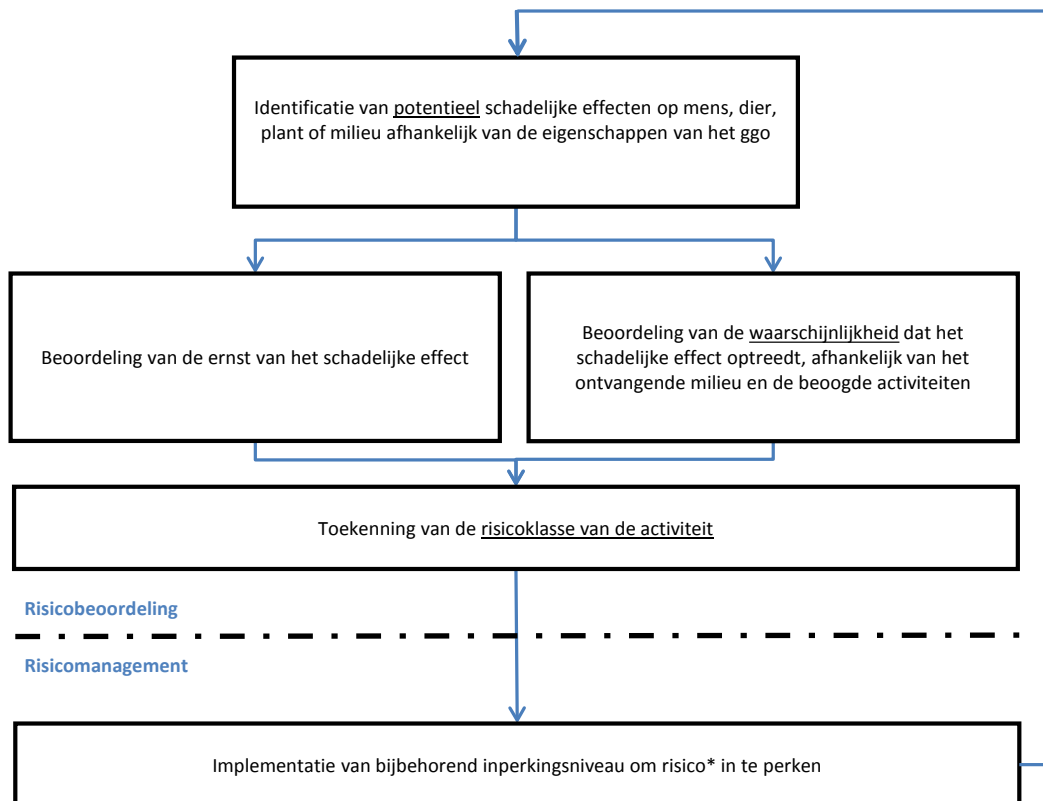 Identificatie van potentieel schadelijke effecten op mens, dier,
plant of milieu afhankelijk van de eigenschappen van het ggo
Beoordeling van de ernst van het schadelijke effect
Beoordeling van de waarschijnlijkheid dat het
schadelijke effect optreedt, afhankelijk van het
ontvangende milieu en de beoogde activiteiten
Toekenning van de risicoklasse van de activiteit
Risicobeoordeling
Risicomanagement
Implementatie van bijbehorend inperkingsniveau om risico* in te perken